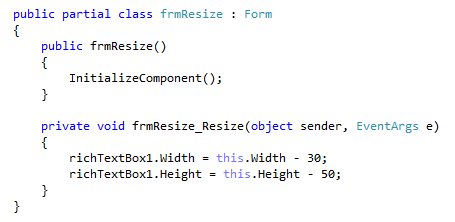 public partial class frmResize : Form
{
    public frmResize()
    {
        InitializeComponent();
    }

    private void frmResize_Resize(object sender, EventArgs e)
    {
        richTextBox1.Width = this.Width - 30;
        richTextBox1.Height = this.Height - 50;
    }
}